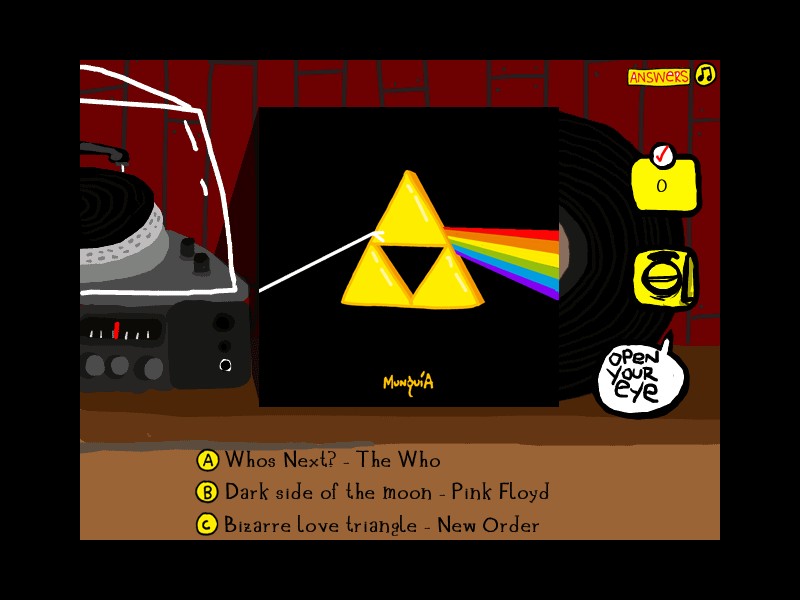 ANSWERS
0
OPEN
YOUR
EYE
MUNGUÍA
A Whos Next? - The Who
B Dark side of the moon - Pink Floyd
C Bizarre love triangle - New Order